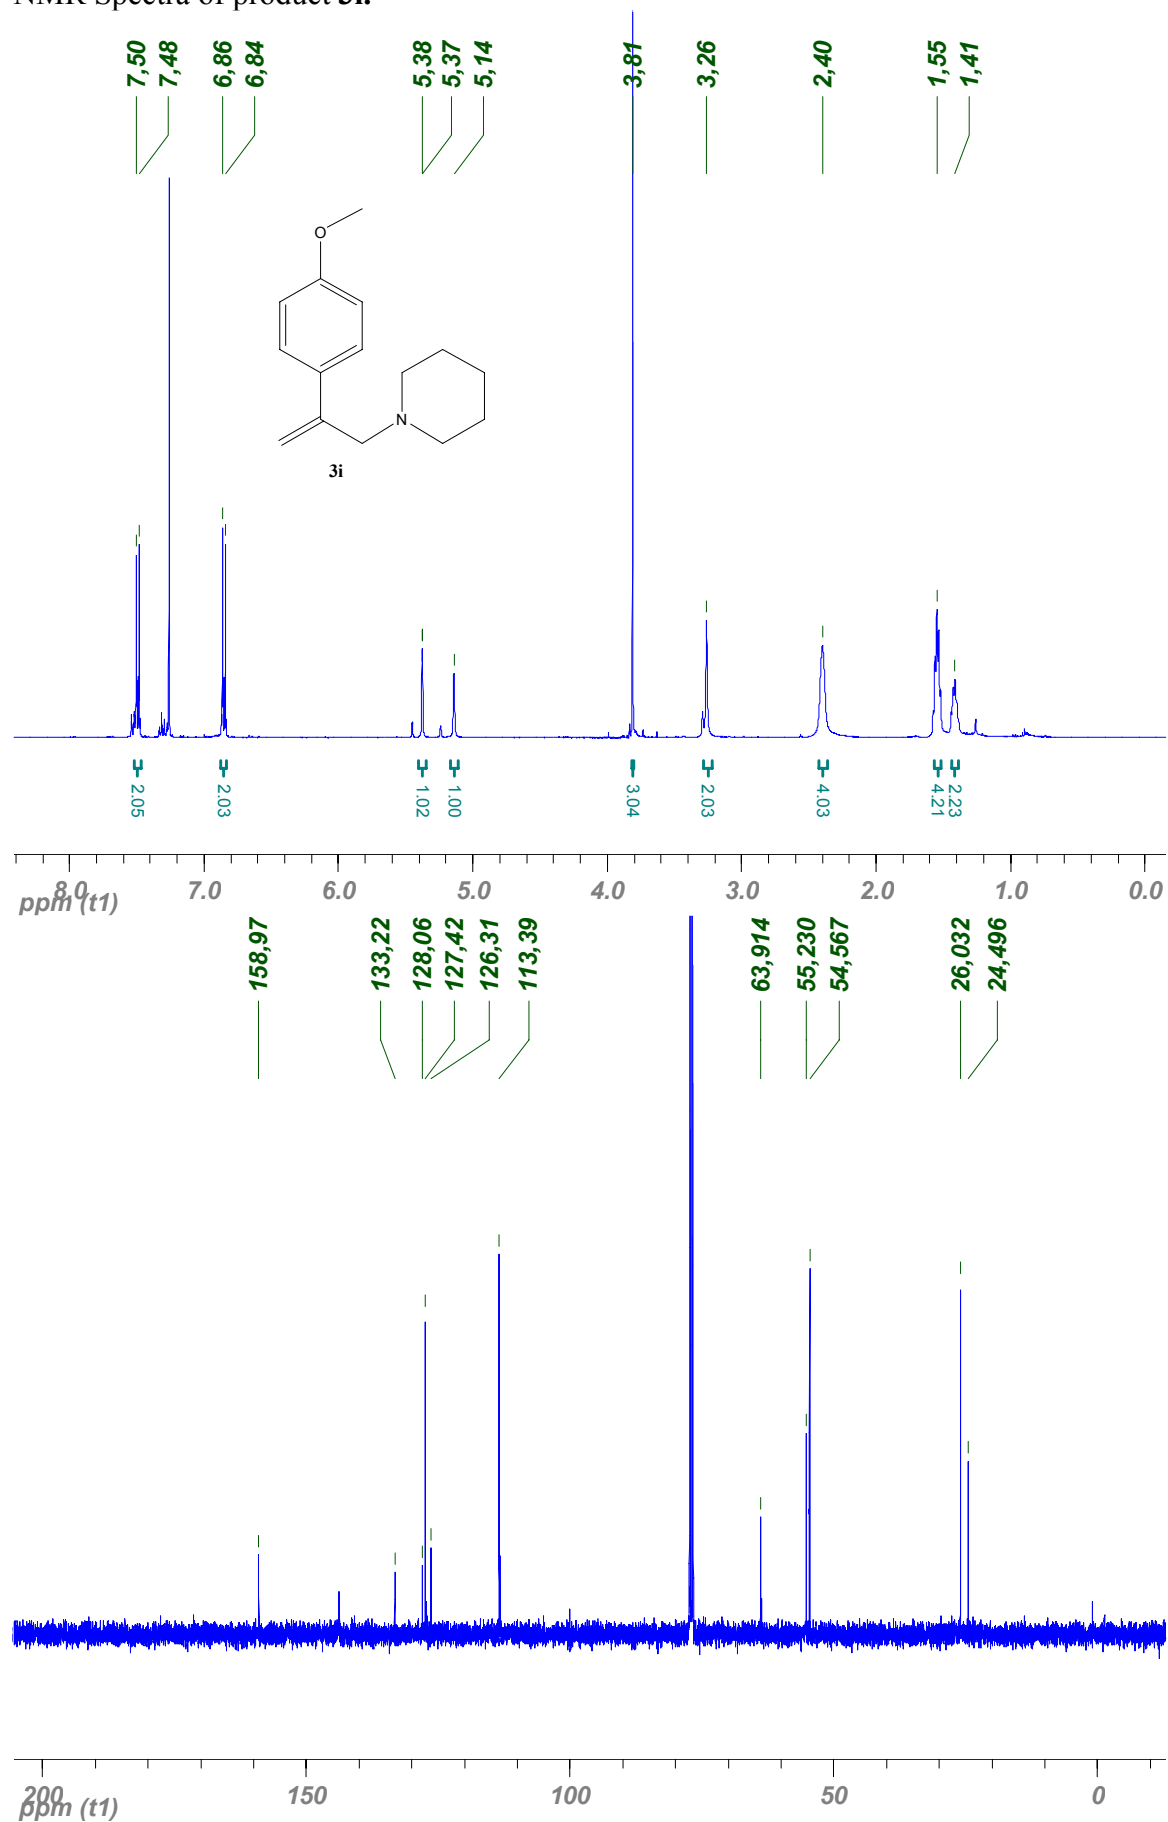 NMR Spectra of product 3i.
7,50 7,48 6,86 6,84 5,38 5,37 5,14 3,81 3,26 2,40 1,55 1,41
O
N
3i
2.05 2.03 1.02 1.00 3.04 2.03 4.03 4.21 2.23
8.0 7.0 6.0 5.0 4.0 3.0 2.0 1.0 0.0
ppm (t1)
158,97 133,22 128,06 127,42 126,31 113,39 63,914 55,230 54,567 26,032 24,496
200 150 100 50 0
ppm (t1)